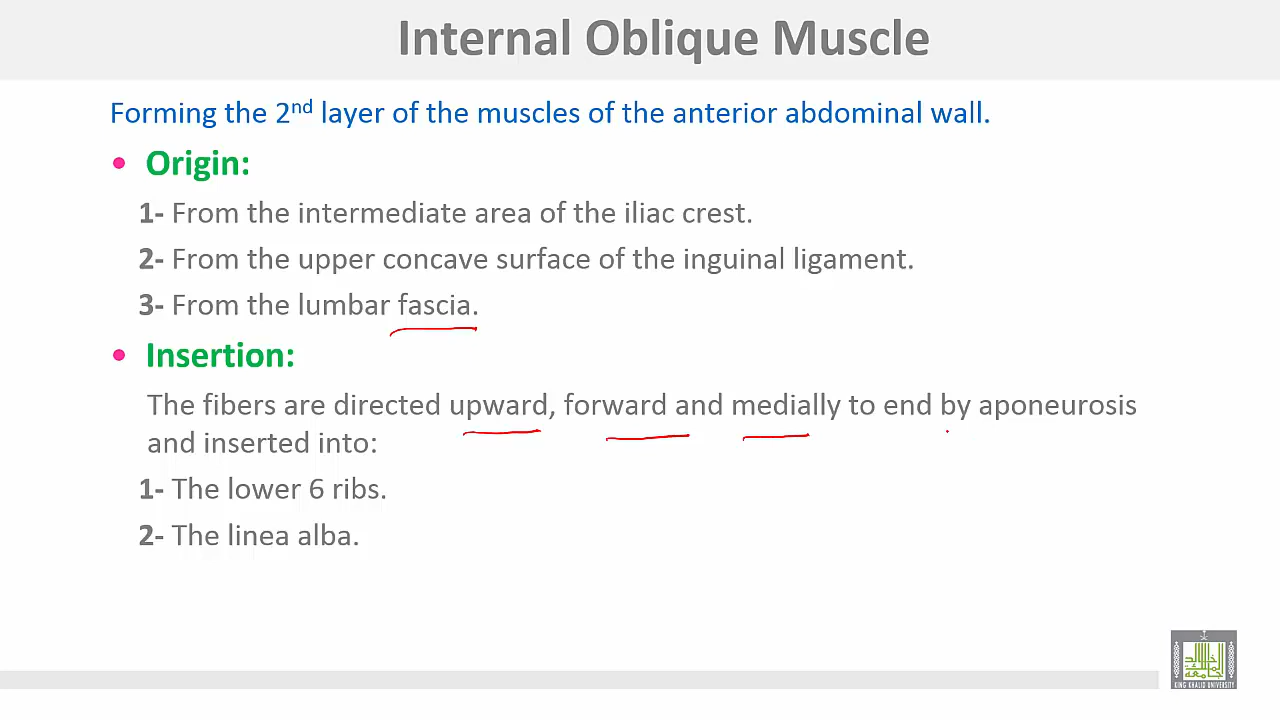 Internal Oblique Muscle
Forming the 2nd layer of the muscles of the anterior abdominal wall.
• Origin:
1- From the intermediate area of the iliac crest.
2- From the upper concave surface of the inguinal ligament.
3- From the lumbar fascia.
• Insertion:
The fibers are directed upward, forward and medially to end by aponeurosis
and inserted into:
1- The lower 6 ribs.
2- The linea alba.
KING KHALID UNIVERSITY